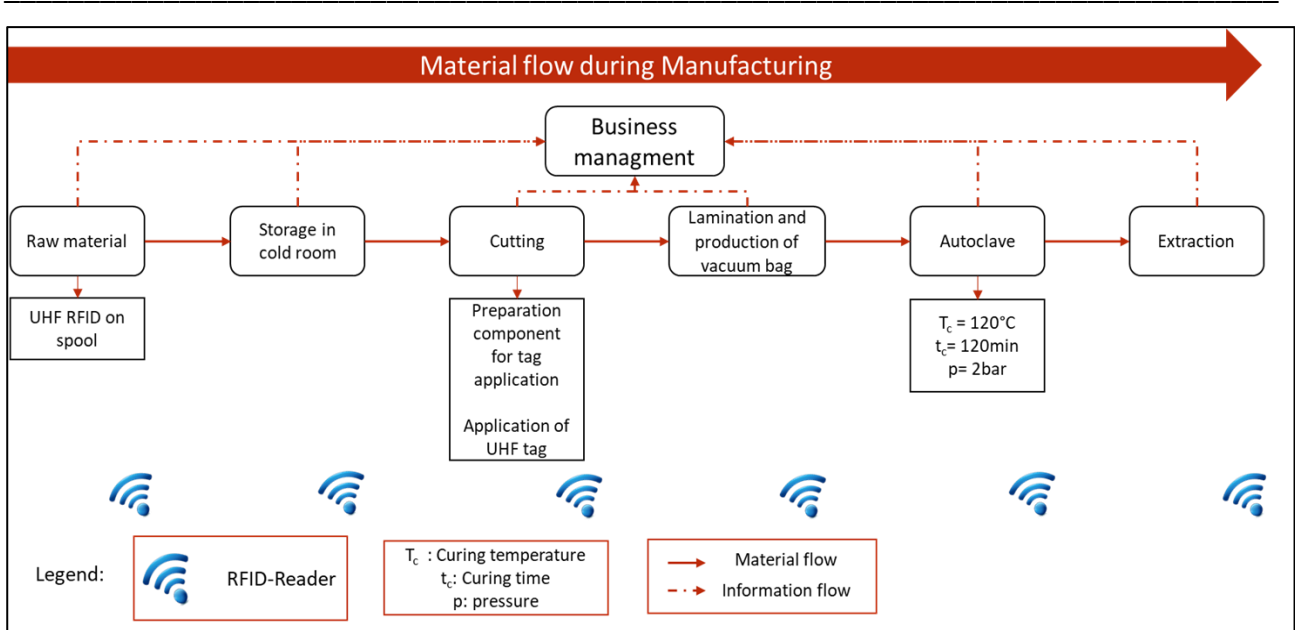 Material flow during Manufacturing
Business
managment
Raw material
Storage in
cold room
Cutting
Lamination and
production of
vacuum bag
Autoclave
Extraction
UHF RFID on
spool
Preparation
component
for tag
application
Application of
UHF tag
Tc = 120°C
tc= 120min
p= 2bar
Legend:
RFID-Reader
Tc : Curing temperature
tc: Curing time
p: pressure
Material flow
Information flow